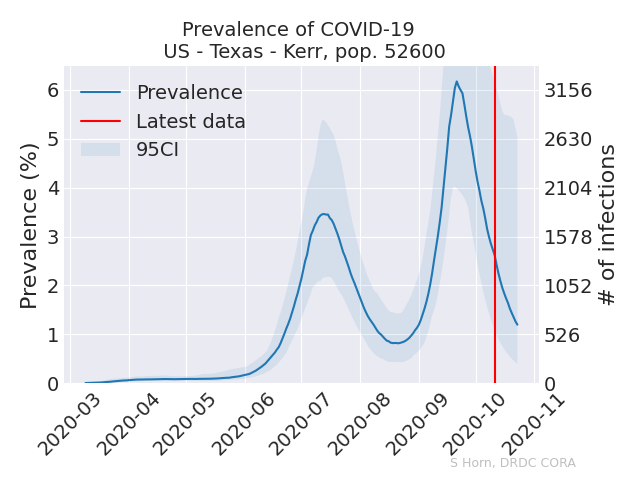 Prevalence of COVID-19
US - Texas - Kerr, pop. 52600
Prevalence
Latest data
95CI
Prevalence (%)
6
5
4
3
2
1
0
3156
2630
2104
1578
1052
526
0
# of infections
2020-03
2020-04
2020-05
2020-06
2020-07
2020-08
2020-09
2020-10
2020-11
S Horn, DRDC CORA